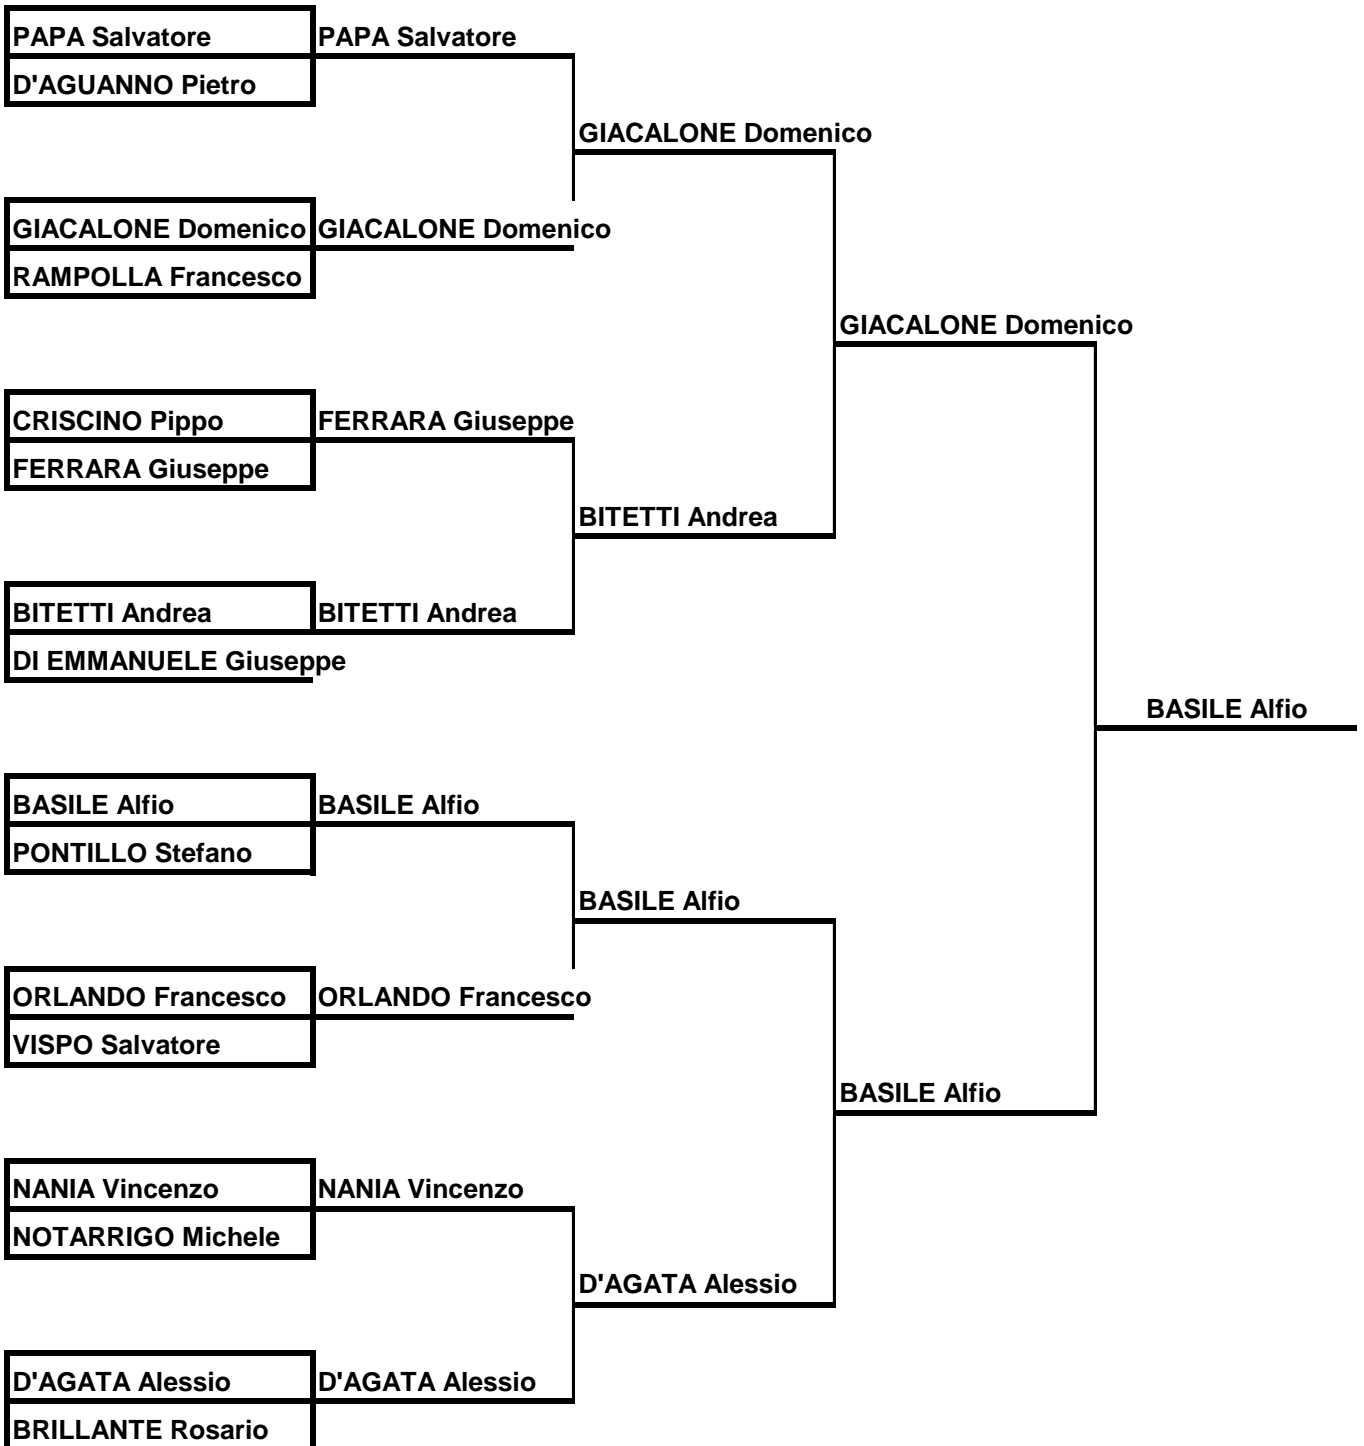 PAPA Salvatore PAPA Salvatore
D'AGUANNO Pietro
GIACALONE Domenico
GIACALONE Domenico GIACALONE Domenico
RAMPOLLA Francesco
GIACALONE Domenico
CRISCINO Pippo FERRARA Giuseppe
FERRARA Giuseppe
BITETTI Andrea
BITETTI Andrea BITETTI Andrea
DI EMMANUELE Giuseppe
BASILE Alfio
BASILE Alfio BASILE Alfio
PONTILLO Stefano
BASILE Alfio
ORLANDO Francesco ORLANDO Francesco
VISPO Salvatore
BASILE Alfio
NANIA Vincenzo NANIA Vincenzo
NOTARRIGO Michele
D'AGATA Alessio
D'AGATA Alessio D'AGATA Alessio
BRILLANTE Rosario